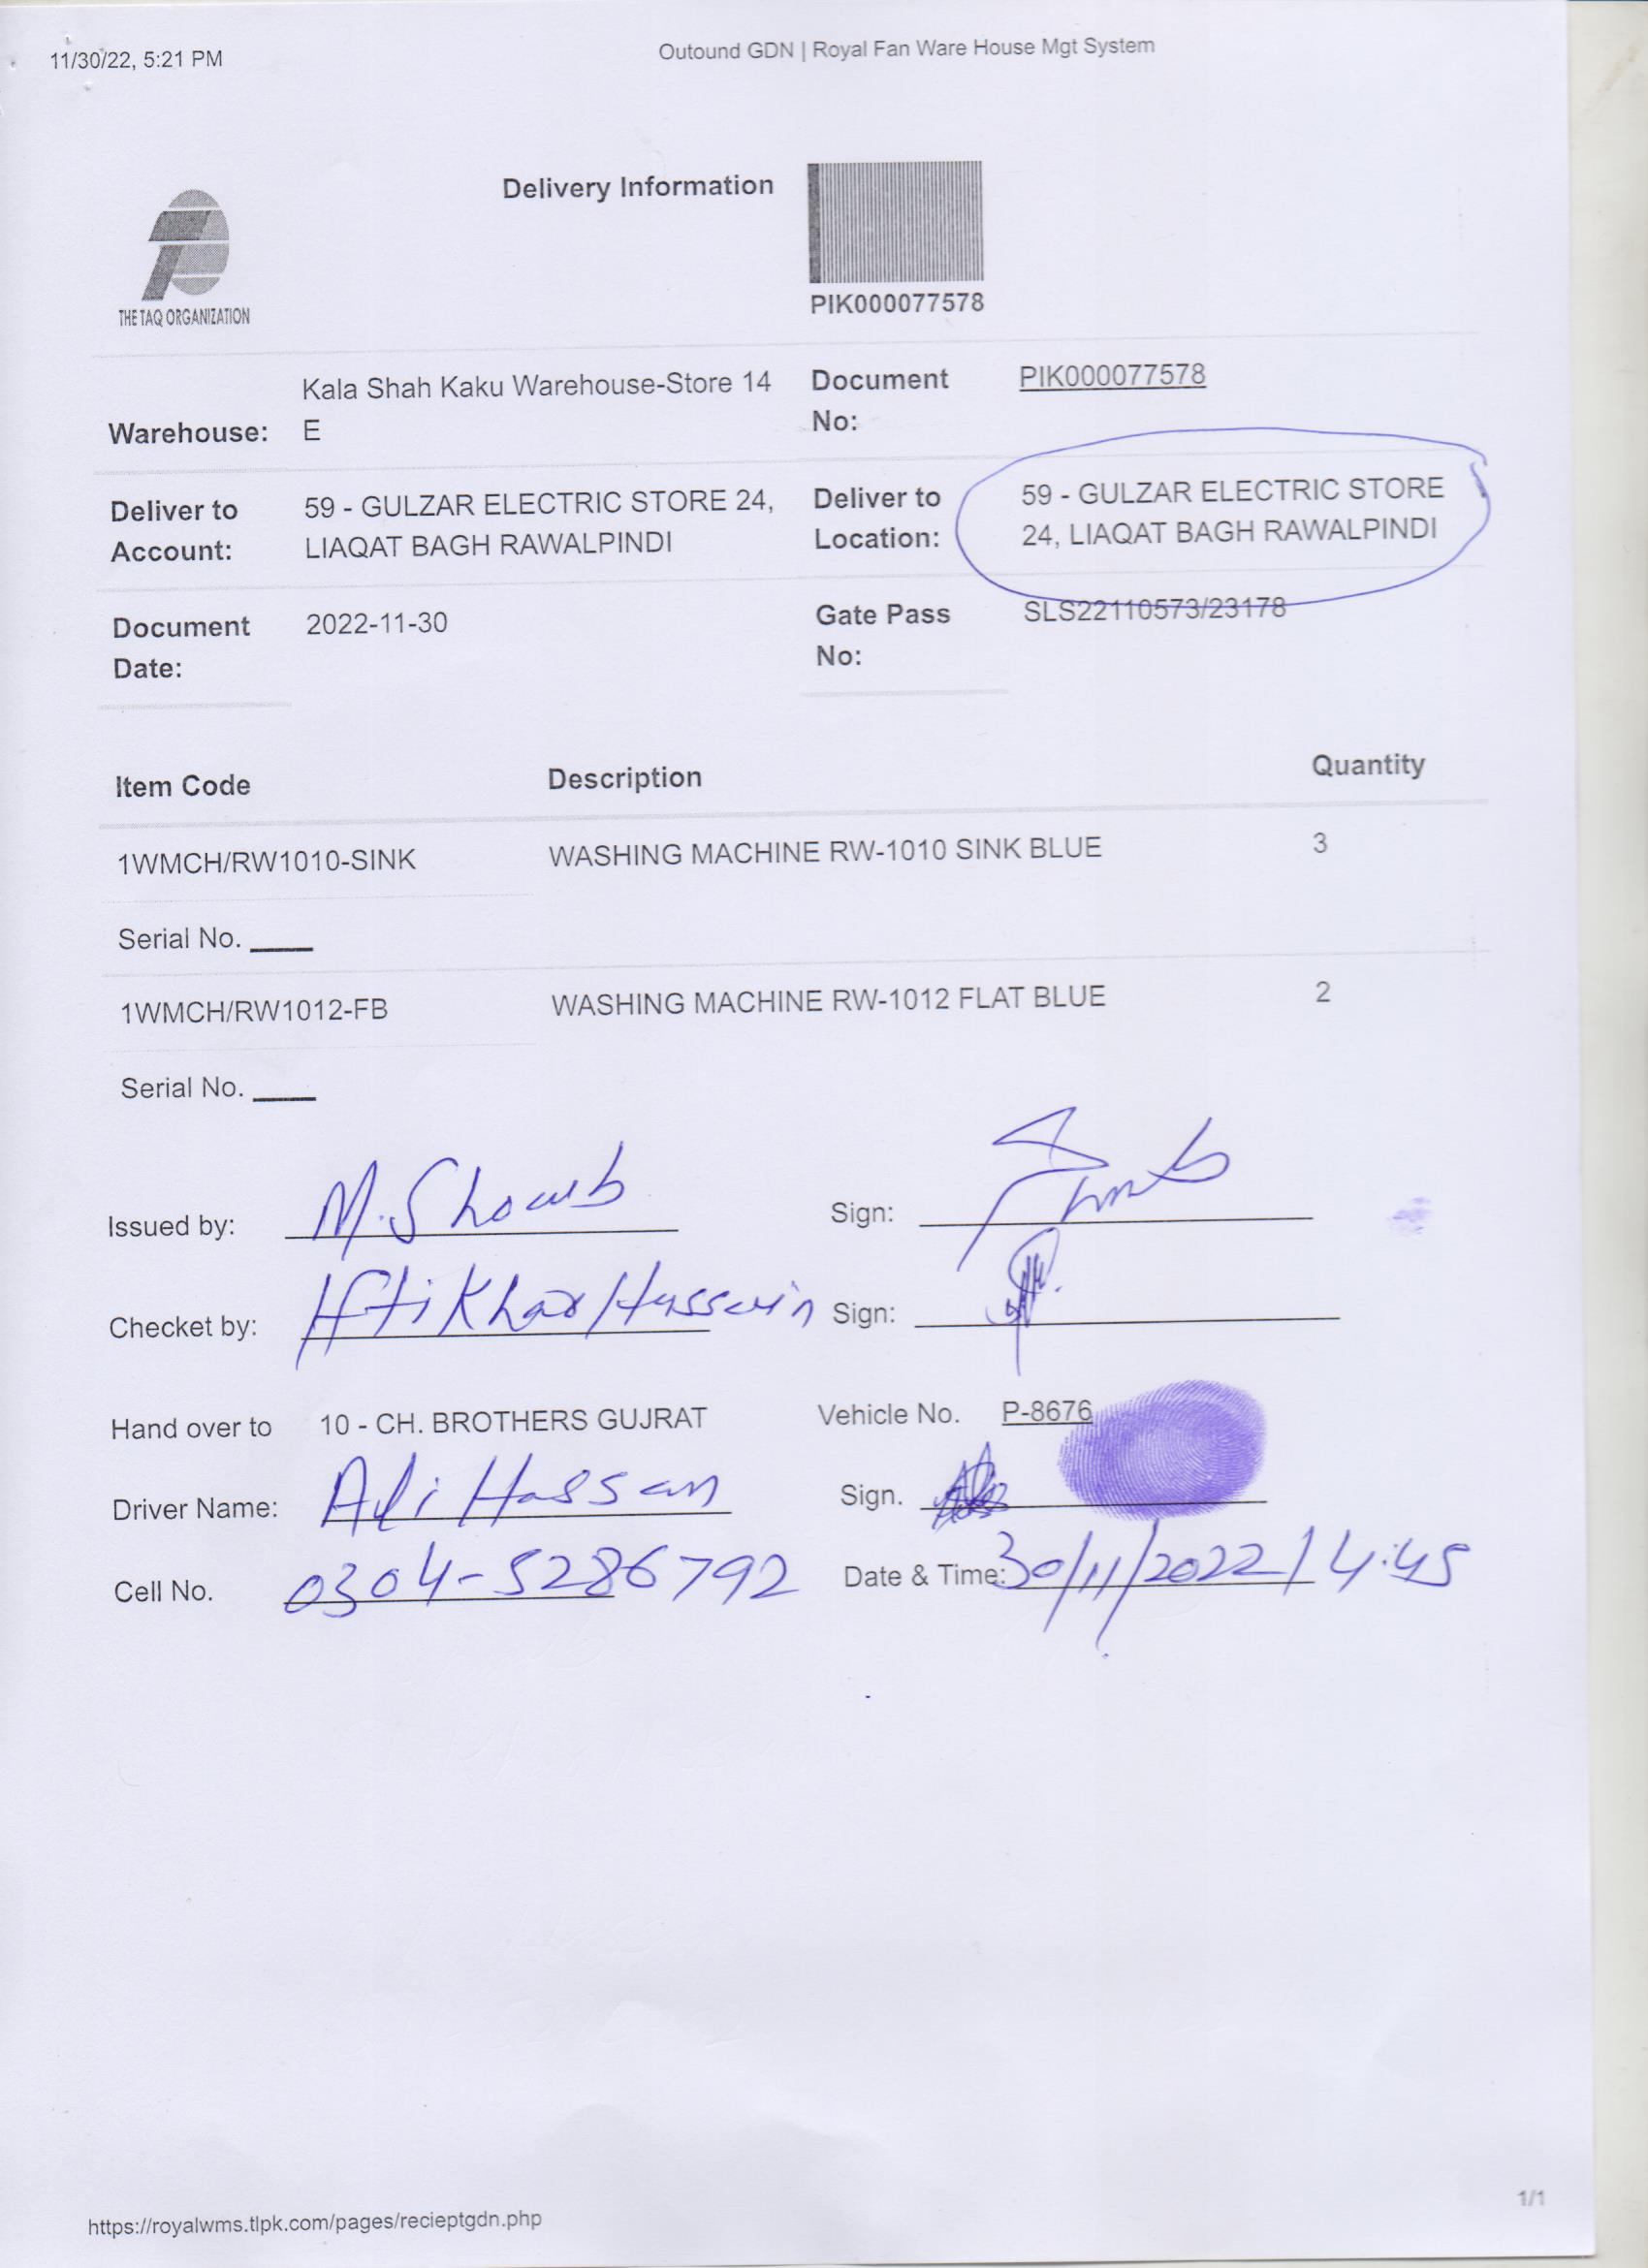 11/30/22, 5:21 PM
Outound GDN | Royal Fan Ware House Mgt System
THE TAQ ORGANIZATION
Delivery Information
PIK000077578
Warehouse: Kala Shah Kaku Warehouse-Store 14
E
Document No: PIK000077578
Deliver to Account: 59 - GULZAR ELECTRIC STORE 24,
LIAQAT BAGH RAWALPINDI
Deliver to Location: 59 - GULZAR ELECTRIC STORE
24, LIAQAT BAGH RAWALPINDI
Document Date: 2022-11-30
Gate Pass No: SLS22110573/23178
Item Code Description Quantity
1WMCH/RW1010-SINK WASHING MACHINE RW-1010 SINK BLUE 3
Serial No. ____
1WMCH/RW1012-FB WASHING MACHINE RW-1012 FLAT BLUE 2
Serial No. ____
Issued by: M. Showb Sign:
Checket by: Iftikhar Hussain Sign:
Hand over to 10 - CH. BROTHERS GUJRAT Vehicle No. P-8676
Driver Name: Ali Hassan Sign.
Cell No. 0304-5286792 Date & Time: 30/11/2022/4:45
https://royalwms.tlpk.com/pages/recieptgdn.php
1/1